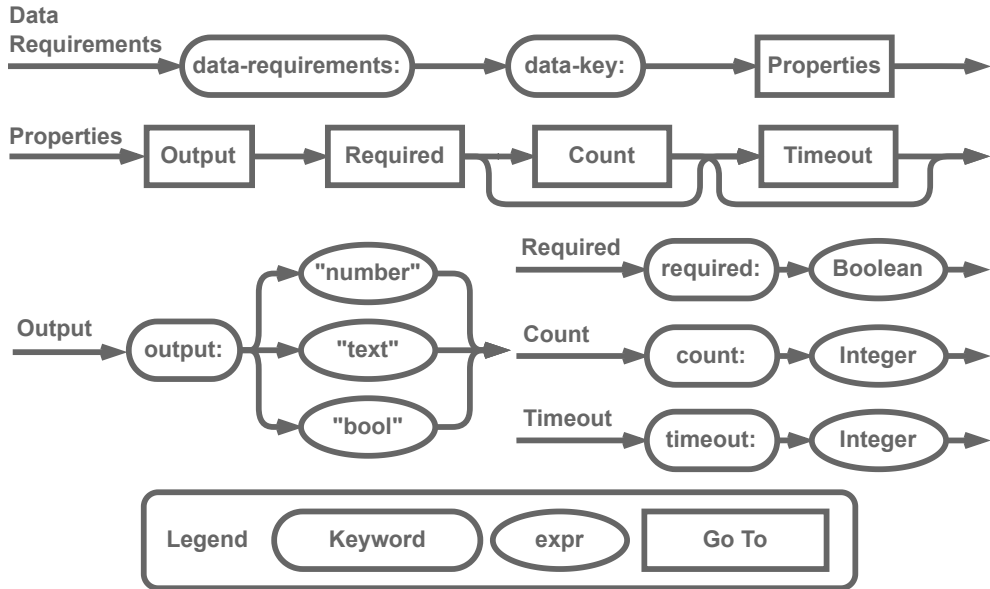 Data
Requirements
data-requirements:
data-key:
Properties
Properties
Output
Required
Count
Timeout
Output
output:
"number"
"text"
"bool"
Required
required:
Boolean
Count
count:
Integer
Timeout
timeout:
Integer
Legend
Keyword
expr
Go To